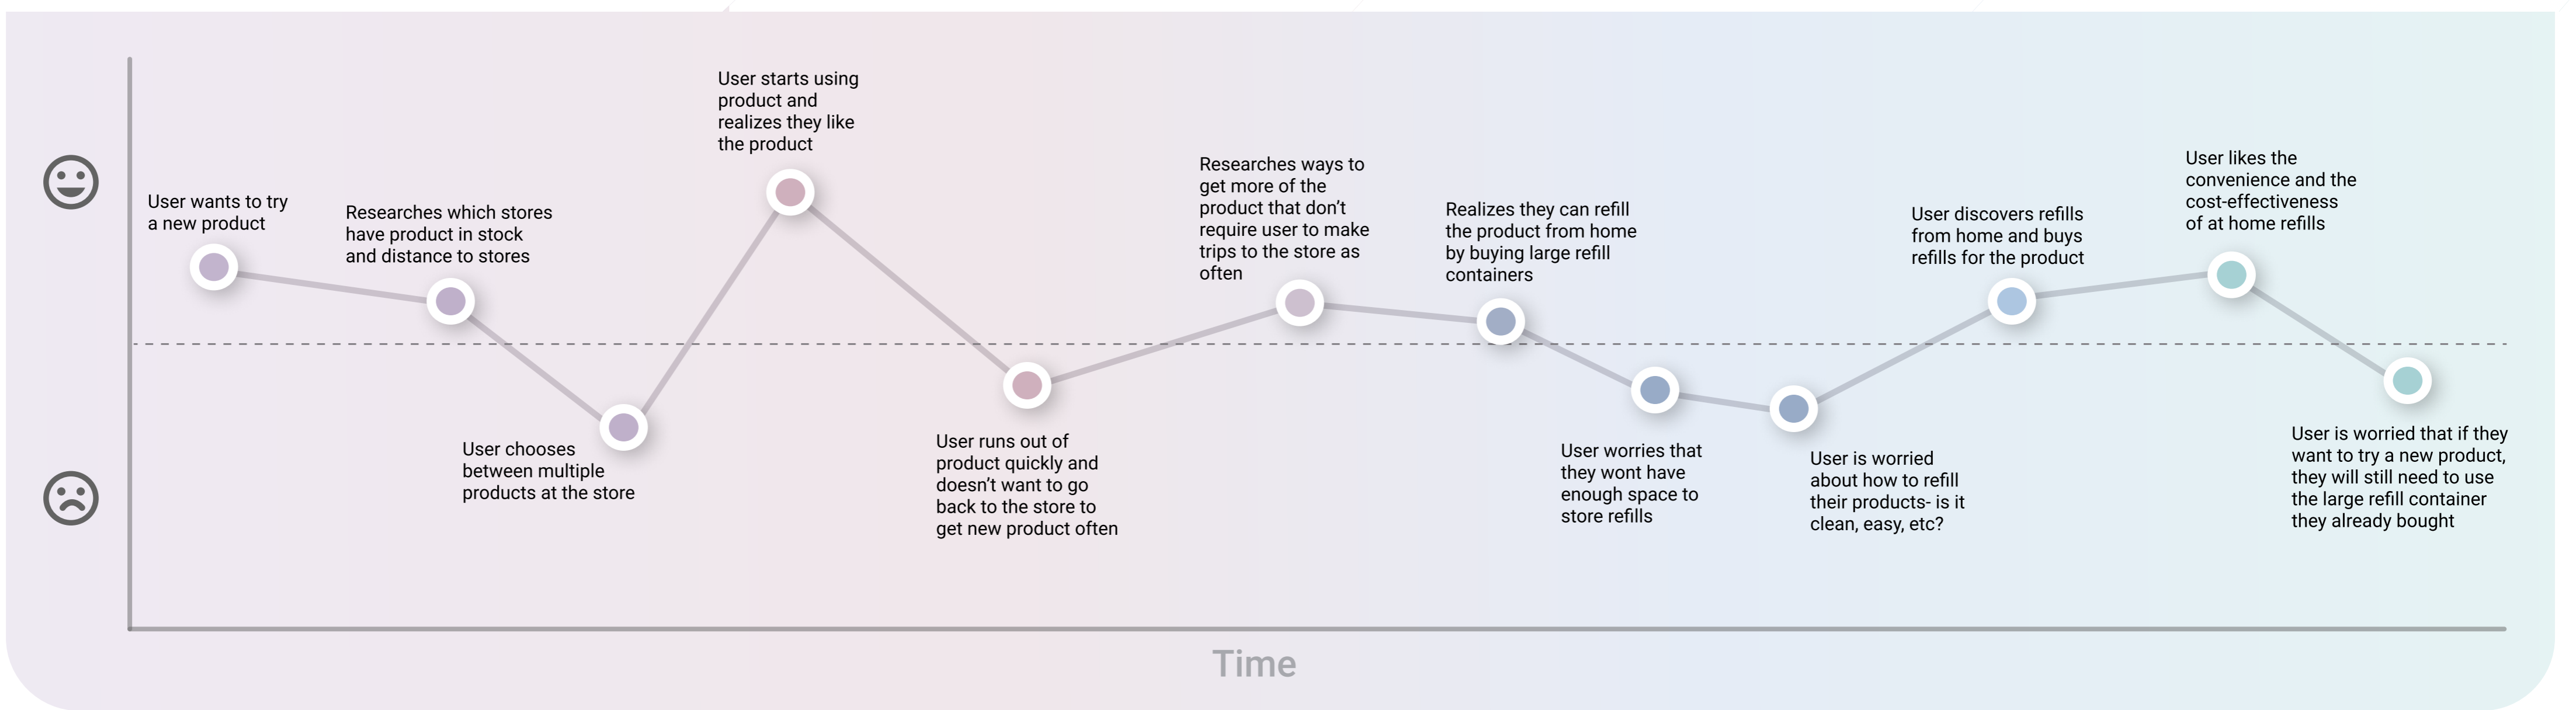 User wants to try
a new product
Researches which stores
have product in stock
and distance to stores
User chooses
between multiple
products at the store
User starts using
product and
realizes they like
the product
User runs out of
product quickly and
doesn’t want to go
back to the store to
get new product often
Researches ways to
get more of the
product that don’t
require user to make
trips to the store as
often
Realizes they can refill
the product from home
by buying large refill
containers
User worries that
they wont have
enough space to
store refills
User is worried
about how to refill
their products- is it
clean, easy, etc?
User discovers refills
from home and buys
refills for the product
User likes the
convenience and the
cost-effectiveness
of at home refills
User is worried that if they
want to try a new product,
they will still need to use
the large refill container
they already bought
Time